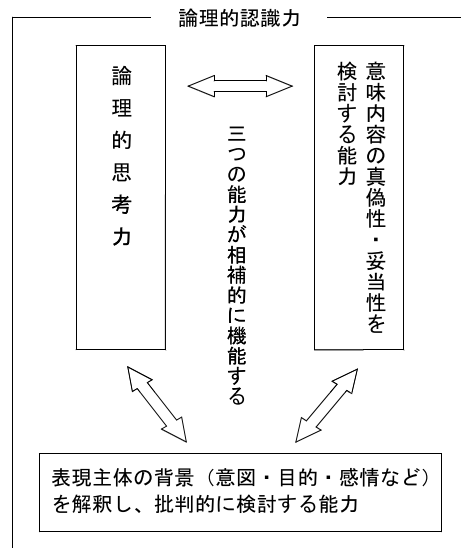 論理的認識力
論理的思考力
三つの能力が相補的に機能する
意味内容の真偽性・妥当性を
検討する能力
表現主体の背景（意図・目的・感情など）
を解釈し、批判的に検討する能力